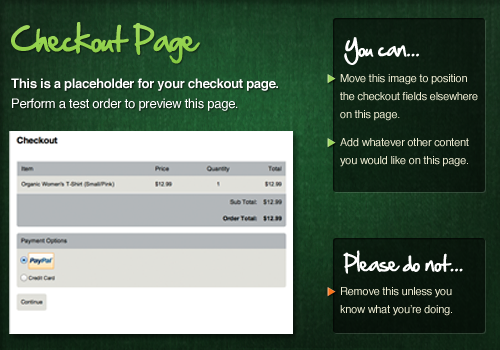 Checkout Page
This is a placeholder for your checkout page.
Perform a test order to preview this page.
Checkout
Item Price Quantity Total
Organic Women's T-Shirt (Small/Pink) $12.99 1 $12.99
Sub Total: $12.99
Order Total: $12.99
Payment Options
PayPal
Credit Card
Continue
You can...
Move this image to position
the checkout fields elsewhere
on this page.
Add whatever other content
you would like on this page.
Please do not...
Remove this unless you
know what you're doing.